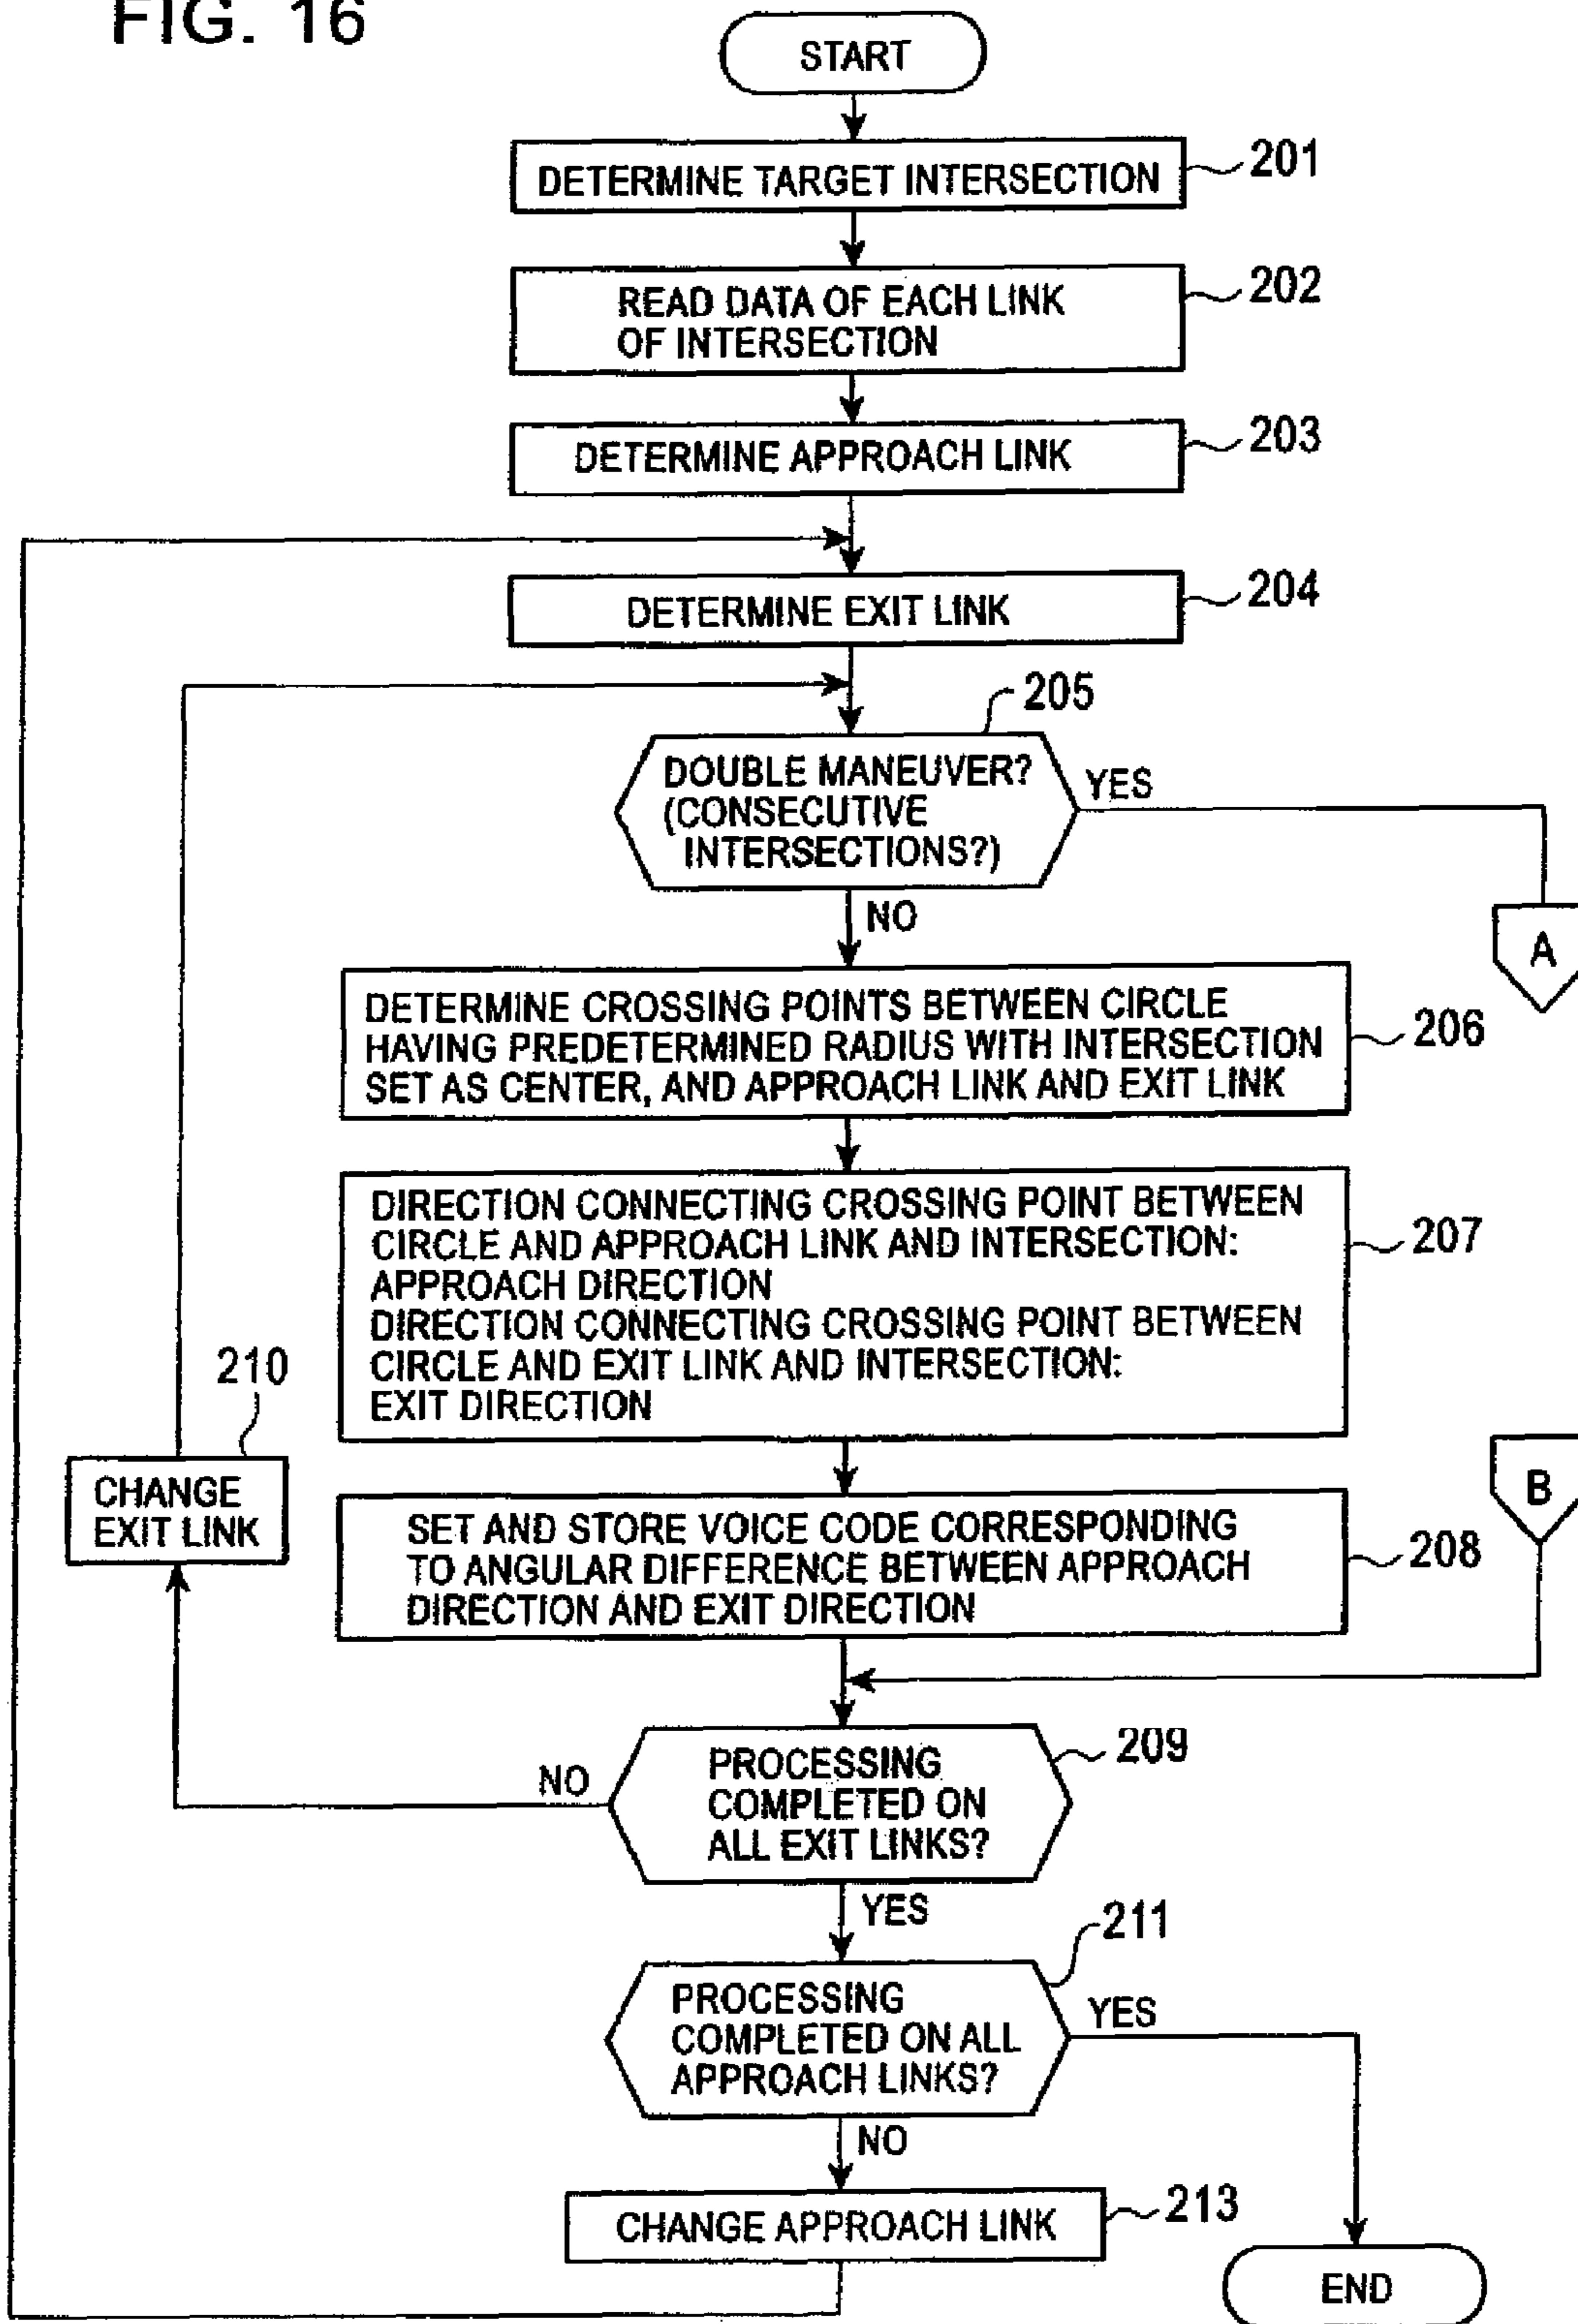 FIG. 16
START
DETERMINE TARGET INTERSECTION
201
READ DATA OF EACH LINK
OF INTERSECTION
202
DETERMINE APPROACH LINK
203
DETERMINE EXIT LINK
204
205
DOUBLE MANEUVER?
(CONSECUTIVE
INTERSECTIONS?)
YES
NO
A
DETERMINE CROSSING POINTS BETWEEN CIRCLE
HAVING PREDETERMINED RADIUS WITH INTERSECTION
SET AS CENTER, AND APPROACH LINK AND EXIT LINK
206
DIRECTION CONNECTING CROSSING POINT BETWEEN
CIRCLE AND APPROACH LINK AND INTERSECTION:
APPROACH DIRECTION
DIRECTION CONNECTING CROSSING POINT BETWEEN
CIRCLE AND EXIT LINK AND INTERSECTION:
EXIT DIRECTION
207
210
CHANGE
EXIT LINK
B
SET AND STORE VOICE CODE CORRESPONDING
TO ANGULAR DIFFERENCE BETWEEN APPROACH
DIRECTION AND EXIT DIRECTION
208
209
PROCESSING
COMPLETED ON
ALL EXIT LINKS?
NO
YES
211
PROCESSING
COMPLETED ON ALL
APPROACH LINKS?
YES
NO
CHANGE APPROACH LINK
213
END